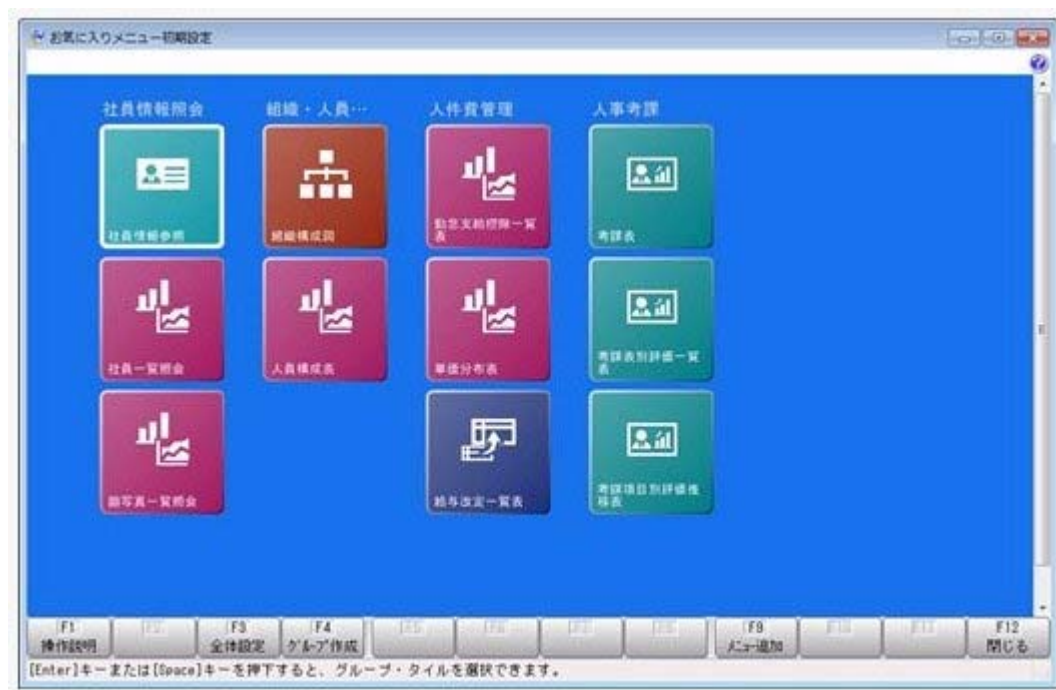 お気に入りメニュー初期設定
社員情報照会
組織・人員…
人件費管理
人事考課
社員情報参照
組織構成図
勤怠支給控除一覧
表
考課表
社員一覧照会
人員構成表
単価分布表
考課表別評価一覧
表
顔写真一覧照会
給与改定一覧表
考課項目別評価推
移表
F1 F2 F3 F4 F5 F6 F7 F8 F9 F10 F11 F12
操作説明 全体設定 グループ作成 メニュー追加 閉じる
[Enter]キーまたは[Space]キーを押下すると、グループ・タイルを選択できます。